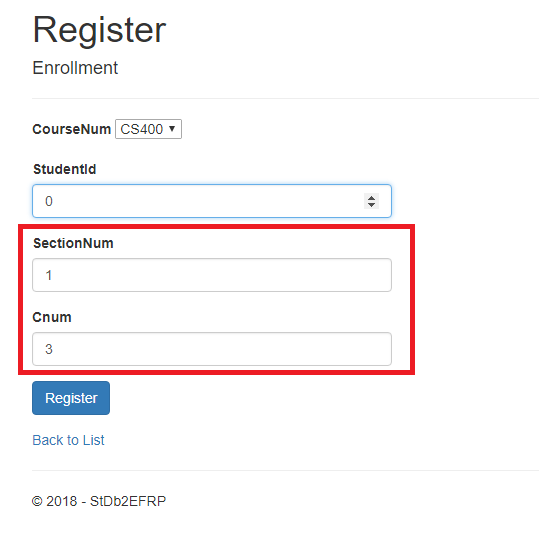 Register
Enrollment
CourseNum CS400
StudentId
0
SectionNum
1
Cnum
3
Register
Back to List
© 2018 - StDb2EFRP